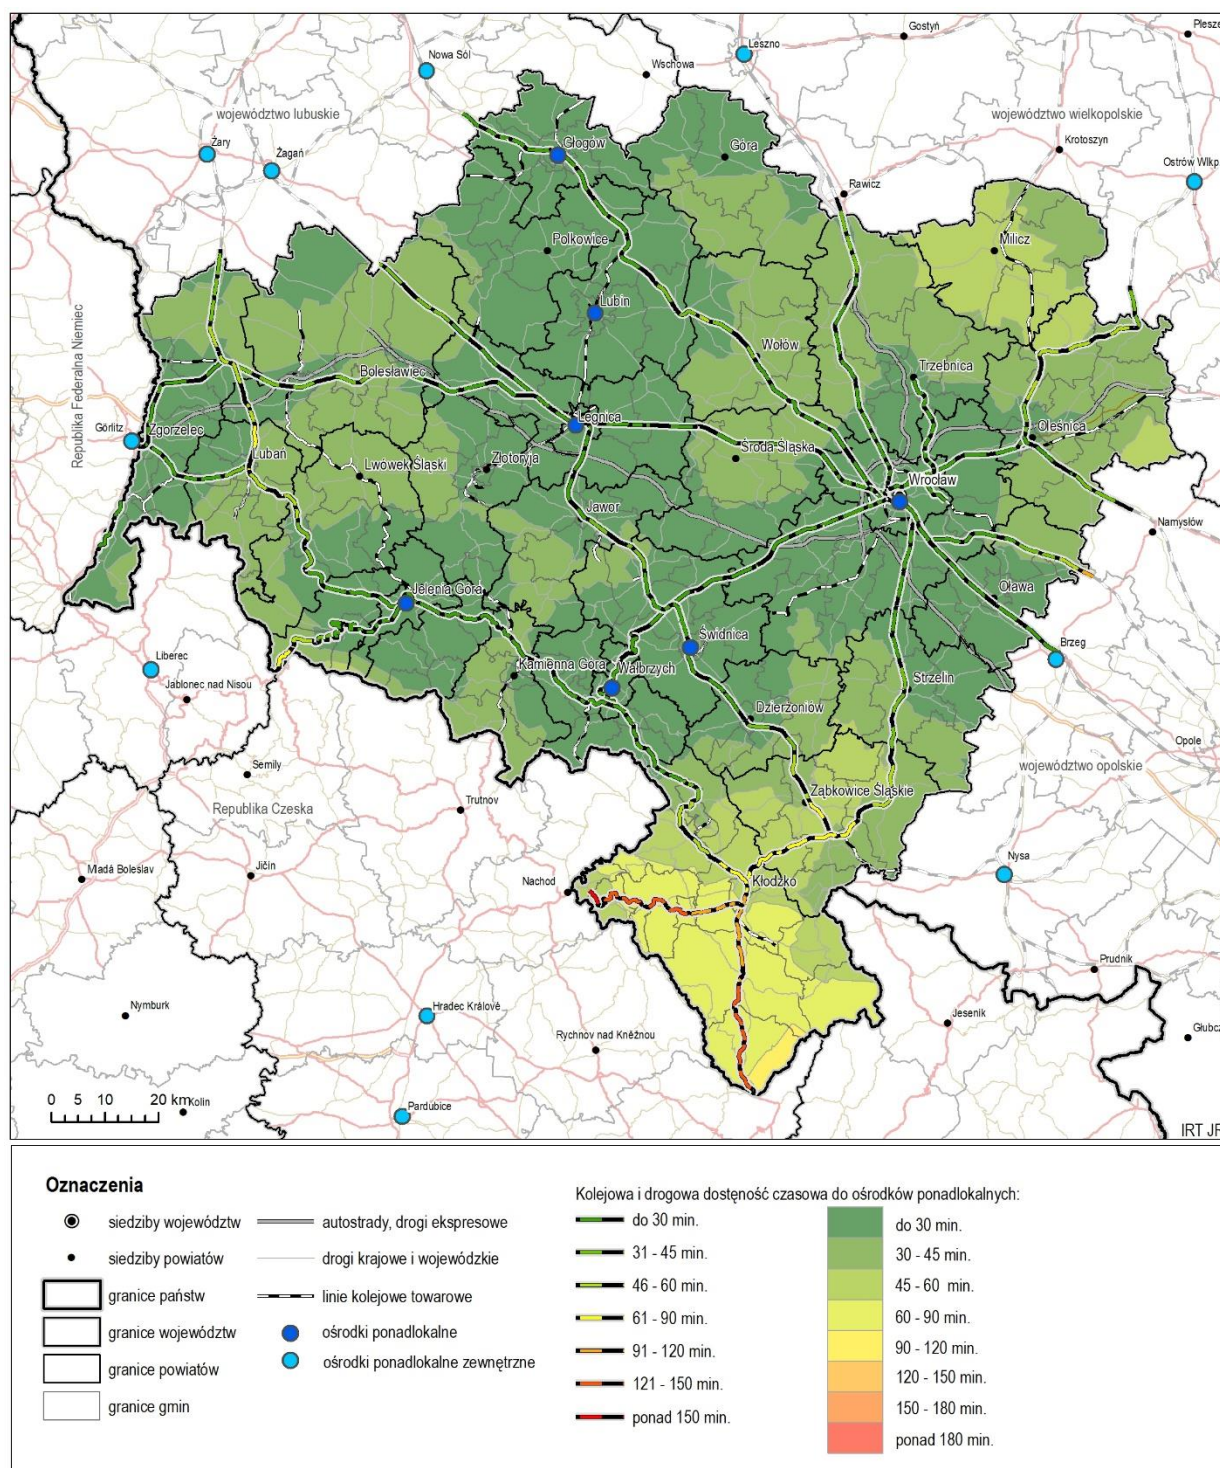 Gostyń
Plesze
Leszno
Nowa Sól
Wschowa
województwo lubuskie
województwo wielkopolskie
Krotoszyn
Żary
Żagań
Głogów
Góra
Rawicz
Ostrów Wlkp
Polkowice
Milicz
Lubin
Republika Federalna Niemiec
Wołów
Trzebnica
Bolesławiec
Legnica
Görlitz
Zgorzelec
Lubań
Lwówek Śląski
Złotoryja
Środa Śląska
Oleśnica
Wrocław
Jawor
Namysłów
Jelenia Góra
Oława
Świdnica
Brzeg
Liberec
Jablonec nad Nisou
Kamienna Góra
Wałbrzych
Strzelin
Dzierżoniów
Opole
Semily
województwo opolskie
Republika Czeska
Trutnov
Ząbkowice Śląskie
Mladá Boleslav
Jičín
Nachod
Kłodzko
Nysa
Prudnik
Nymburk
Hradec Králové
Rychnov nad Kněžnou
Jesenik
Głubcz
0 5 10 20 km
Kolin
Pardubice
IRT JF
Oznaczenia
siedziby województw
siedziby powiatów
granice państw
granice województw
granice powiatów
granice gmin
autostrady, drogi ekspresowe
drogi krajowe i wojewódzkie
linie kolejowe towarowe
ośrodki ponadlokalne
ośrodki ponadlokalne zewnętrzne
Kolejowa i drogowa dostęność czasowa do ośrodków ponadlokalnych:
do 30 min.
31 - 45 min.
46 - 60 min.
61 - 90 min.
91 - 120 min.
121 - 150 min.
ponad 150 min.
do 30 min.
30 - 45 min.
45 - 60 min.
60 - 90 min.
90 - 120 min.
120 - 150 min.
150 - 180 min.
ponad 180 min.